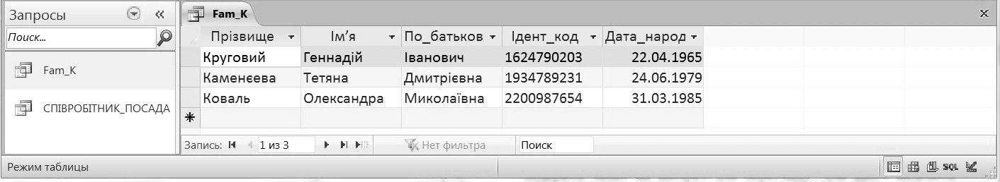 Запросы
Поиск...
Fam_K
СПІВРОБІТНИК_ПОСАДА
Fam_K
Прізвище Ім’я По_батьков Ідент_код Дата_народ
Круговий Геннадій Іванович 1624790203 22.04.1965
Каменєева Тетяна Дмитрієвна 1934789231 24.06.1979
Коваль Олександра Миколаївна 2200987654 31.03.1985
Запись: 1 из 3 Нет фильтра Поиск
Режим таблицы SQL